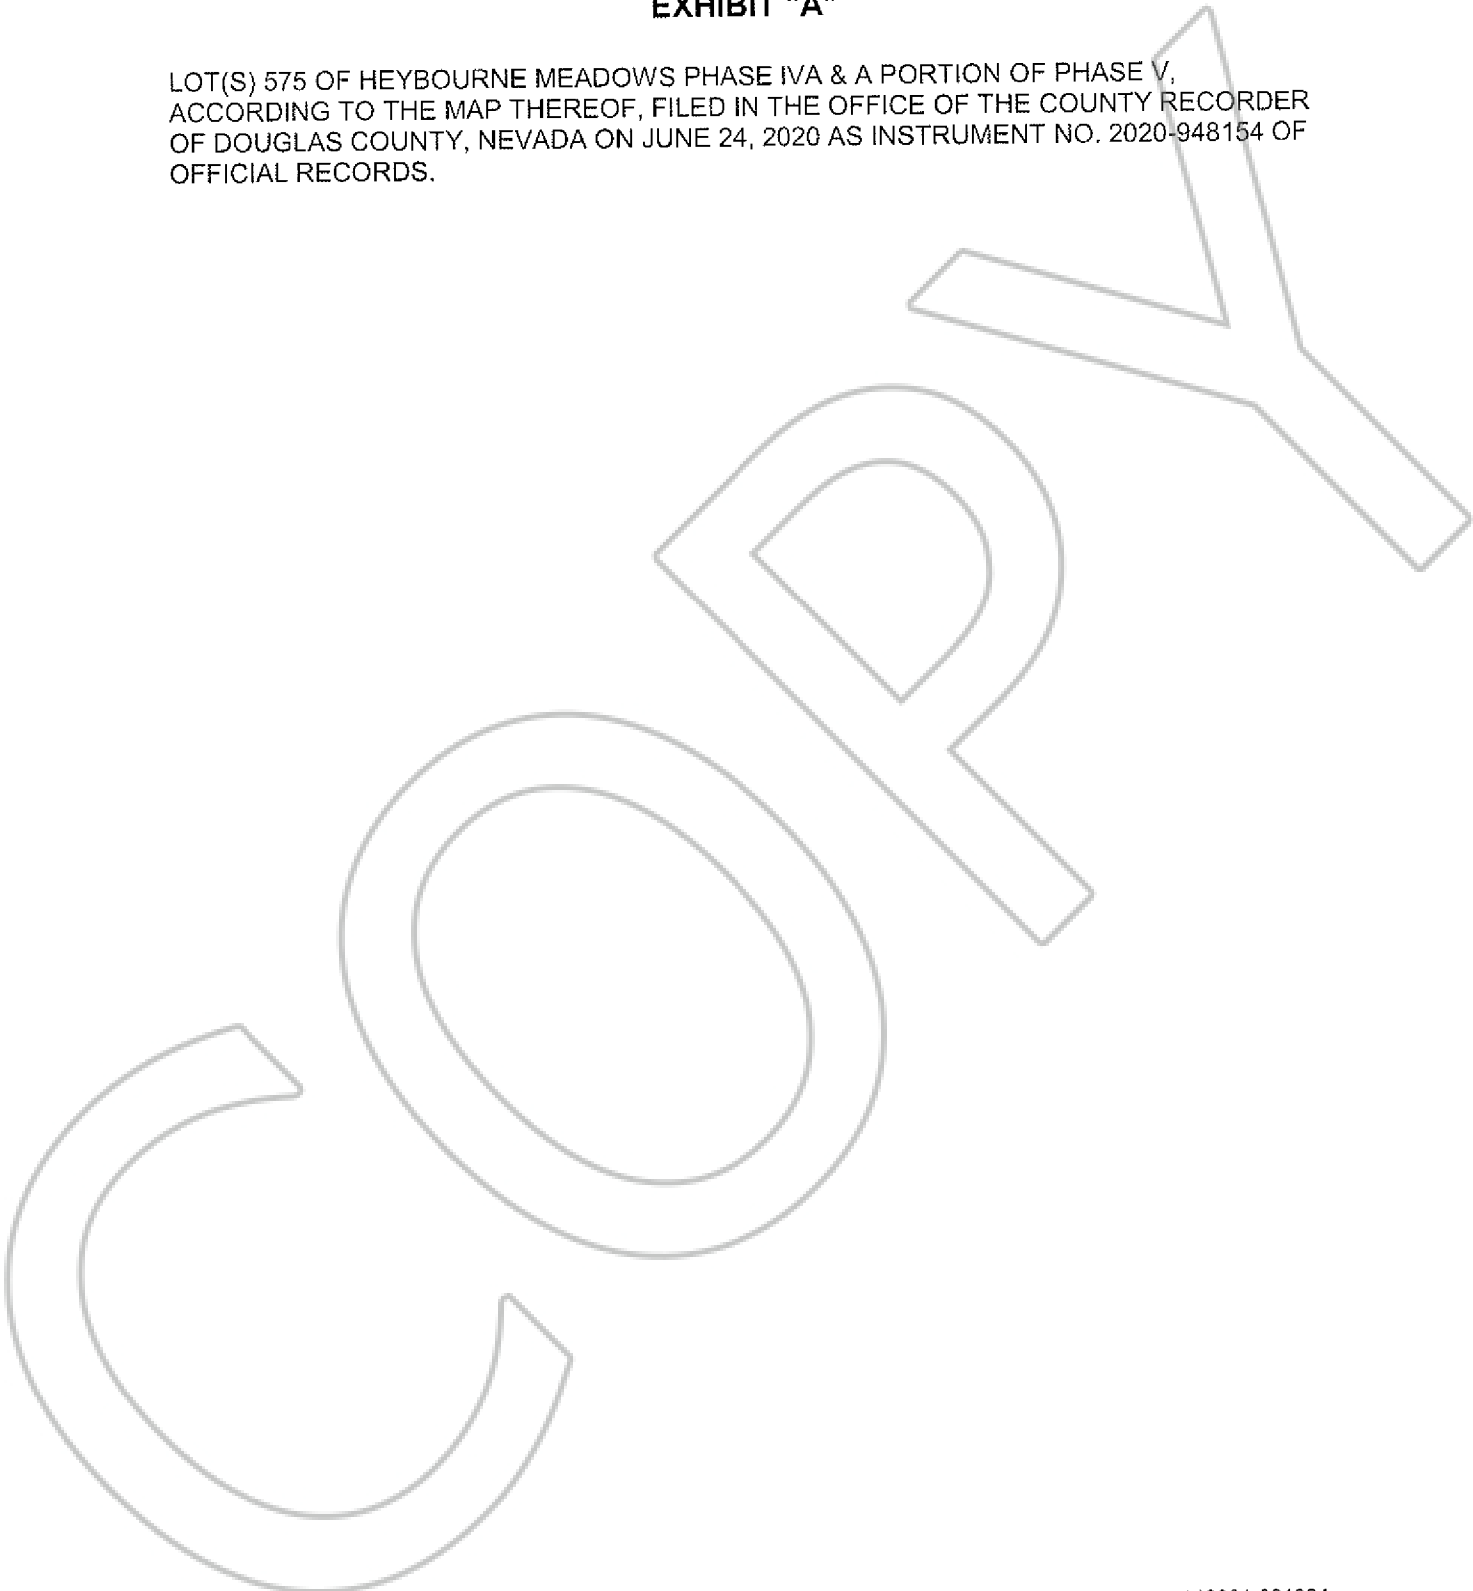 EXHIBIT "A"
LOT(S) 575 OF HEYBOURNE MEADOWS PHASE IVA & A PORTION OF PHASE V,
ACCORDING TO THE MAP THEREOF, FILED IN THE OFFICE OF THE COUNTY RECORDER
OF DOUGLAS COUNTY, NEVADA ON JUNE 24, 2020 AS INSTRUMENT NO. 2020-948154 OF
OFFICIAL RECORDS.
COPY